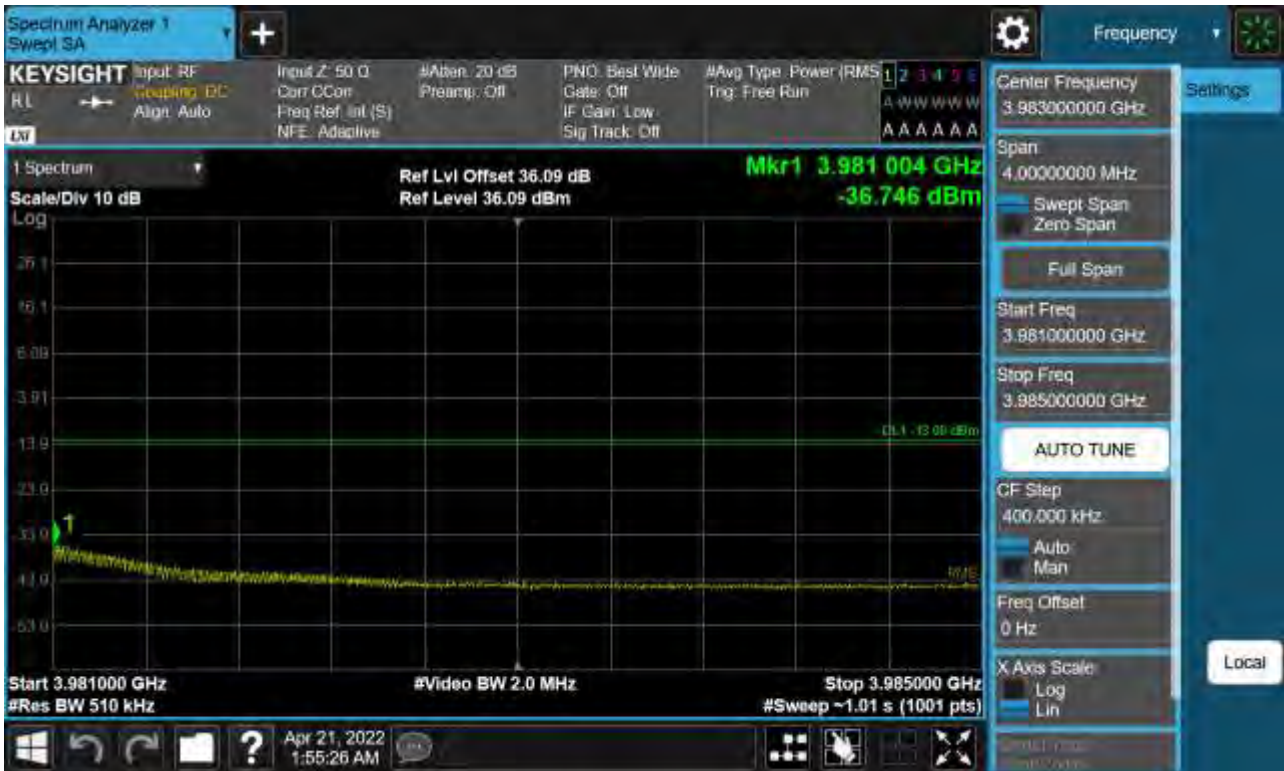 Spectrum Analyzer 1
Swept SA
Frequency
KEYSIGHT
RL
LXI
Input: RF
Coupling: DC
Align: Auto
Input Z: 50 Ω
Corr CCorr
Freq Ref: Int (S)
NFE: Adaptive
#Atten: 20 dB
Preamp: Off
PNO: Best Wide
Gate: Off
IF Gain: Low
Sig Track: Off
#Avg Type: Power (RMS
Trig: Free Run
1 2 3 4 5 6
A W W W W W
A A A A A A
Center Frequency
3.983000000 GHz
Settings
Span
4.00000000 MHz
Swept Span
Zero Span
Full Span
Start Freq
3.981000000 GHz
Stop Freq
3.985000000 GHz
AUTO TUNE
CF Step
400.000 kHz
Auto
Man
Freq Offset
0 Hz
X Axis Scale
Log
Lin
Local
1 Spectrum
Scale/Div 10 dB
Log
Ref Lvl Offset 36.09 dB
Ref Level 36.09 dBm
Mkr1 3.981 004 GHz
-36.746 dBm
26.1
16.1
6.09
-3.91
-13.9
-23.9
-33.9
-43.9
-53.9
DL1 -13.00 dBm
1
RMS
Start 3.981000 GHz
#Res BW 510 kHz
#Video BW 2.0 MHz
Stop 3.985000 GHz
#Sweep ~1.01 s (1001 pts)
Apr 21, 2022
1:55:26 AM